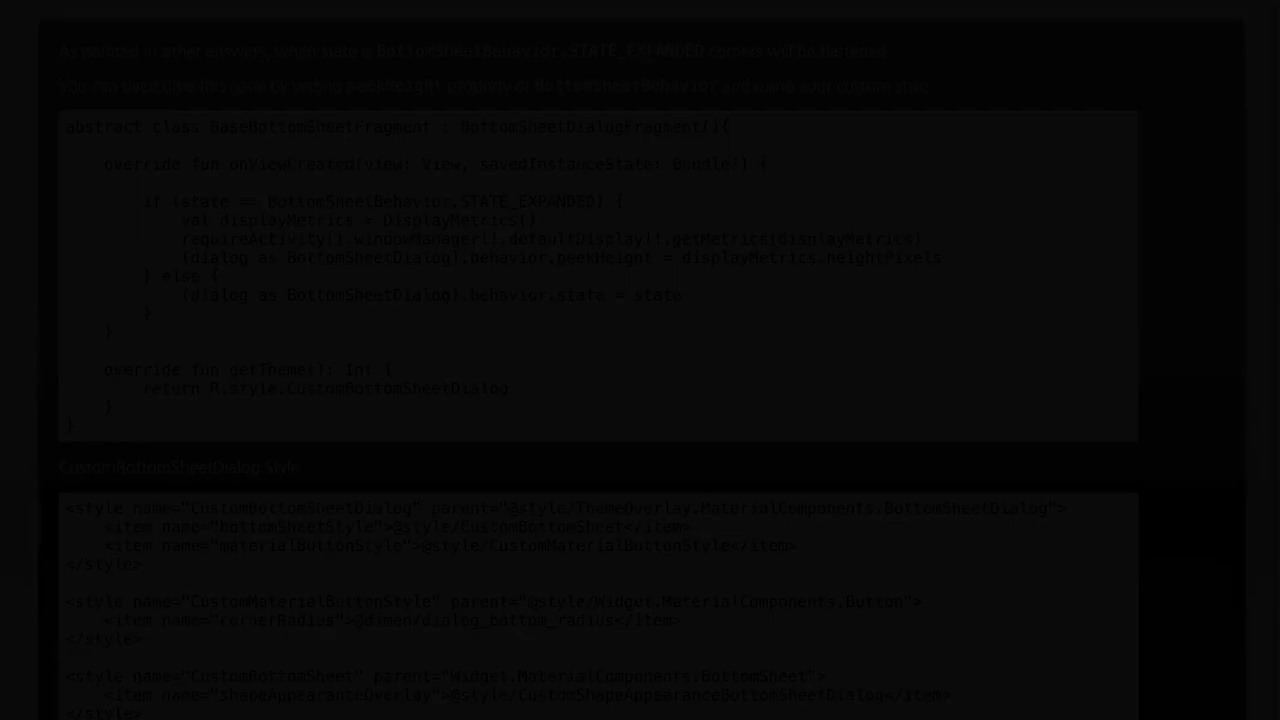 As pointed in other answers, when state is BottomSheetBehavior.STATE_EXPANDED corners will be flattened
You can overcome this issue by setting peekHeight property of BottomSheetBehavior and using your custom style.
abstract class BaseBottomSheetFragment : BottomSheetDialogFragment(){
override fun onViewCreated(view: View, savedInstanceState: Bundle?) {
if (state == BottomSheetBehavior.STATE_EXPANDED) {
val displayMetrics = DisplayMetrics()
requireActivity().windowManager().defaultDisplay().getMetrics(displayMetrics)
(dialog as BottomSheetDialog).behavior.peekHeight = displayMetrics.heightPixels
} else {
(dialog as BottomSheetDialog).behavior.state = state
}
}
override fun getTheme(): Int {
return R.style.CustomBottomSheetDialog
}
}
CustomBottomSheetDialog Style
<style name="CustomBottomSheetDialog" parent="@style/ThemeOverlay.MaterialComponents.BottomSheetDialog">
<item name="bottomSheetStyle">@style/CustomBottomSheet</item>
<item name="materialButtonStyle">@style/CustomMaterialButtonStyle</item>
</style>
<style name="CustomMaterialButtonStyle" parent="@style/Widget.MaterialComponents.Button">
<item name="cornerRadius">@dimen/dialog_bottom_radius</item>
</style>
<style name="CustomBottomSheet" parent="Widget.MaterialComponents.BottomSheet">
<item name="shapeAppearanceOverlay">@style/CustomShapeAppearanceBottomSheetDialog</item>
</style>